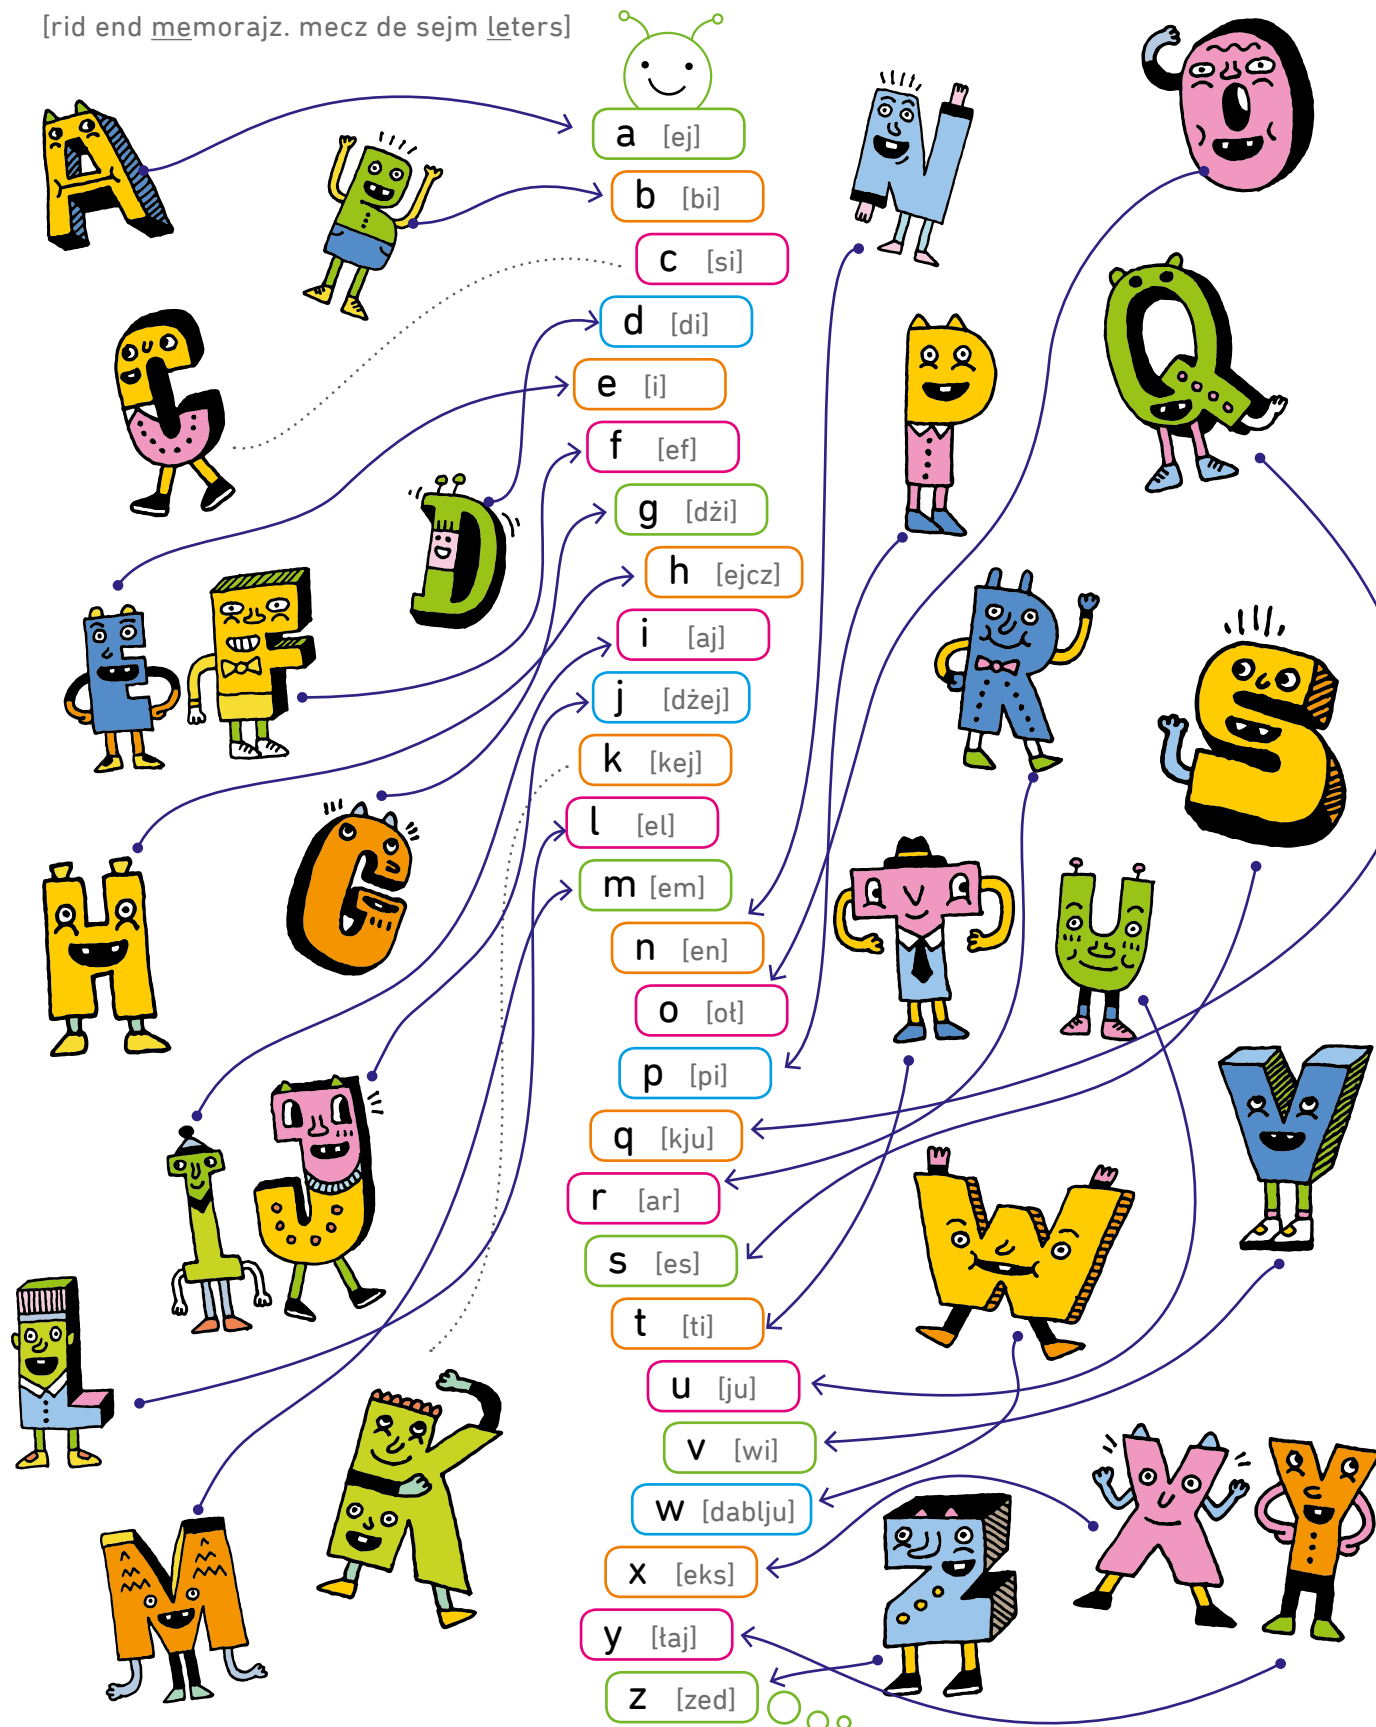 [rid end memorajz. mecz de sejm leters]
a [ej]
b [bi]
c [si]
d [di]
e [i]
f [ef]
g [dżi]
h [ejcz]
i [aj]
j [dżej]
k [kej]
l [el]
m [em]
n [en]
o [oł]
p [pi]
q [kju]
r [ar]
s [es]
t [ti]
u [ju]
v [wi]
w [dablju]
x [eks]
y [łaj]
z [zed]
A
B
C
D
E
F
G
H
I
J
K
L
M
N
O
P
Q
R
S
T
U
V
W
X
Y
Z